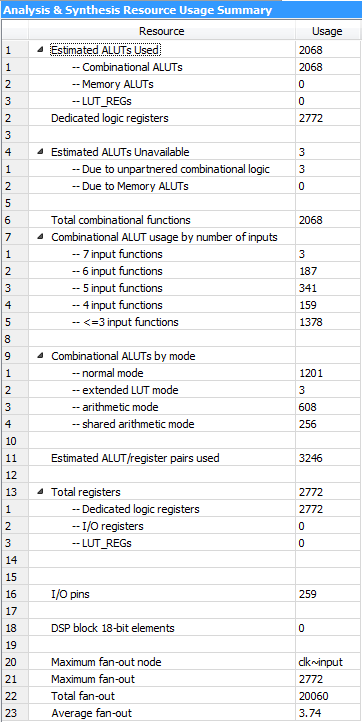 Analysis & Synthesis Resource Usage Summary
Resource Usage
1 Estimated ALUTs Used 2068
1 -- Combinational ALUTs 2068
2 -- Memory ALUTs 0
3 -- LUT_REGs 0
2 Dedicated logic registers 2772
3
4 Estimated ALUTs Unavailable 3
1 -- Due to unpartnered combinational logic 3
2 -- Due to Memory ALUTs 0
5
6 Total combinational functions 2068
7 Combinational ALUT usage by number of inputs
1 -- 7 input functions 3
2 -- 6 input functions 187
3 -- 5 input functions 341
4 -- 4 input functions 159
5 -- <=3 input functions 1378
8
9 Combinational ALUTs by mode
1 -- normal mode 1201
2 -- extended LUT mode 3
3 -- arithmetic mode 608
4 -- shared arithmetic mode 256
10
11 Estimated ALUT/register pairs used 3246
12
13 Total registers 2772
1 -- Dedicated logic registers 2772
2 -- I/O registers 0
3 -- LUT_REGs 0
14
15
16 I/O pins 259
17
18 DSP block 18-bit elements 0
19
20 Maximum fan-out node clk~input
21 Maximum fan-out 2772
22 Total fan-out 20060
23 Average fan-out 3.74